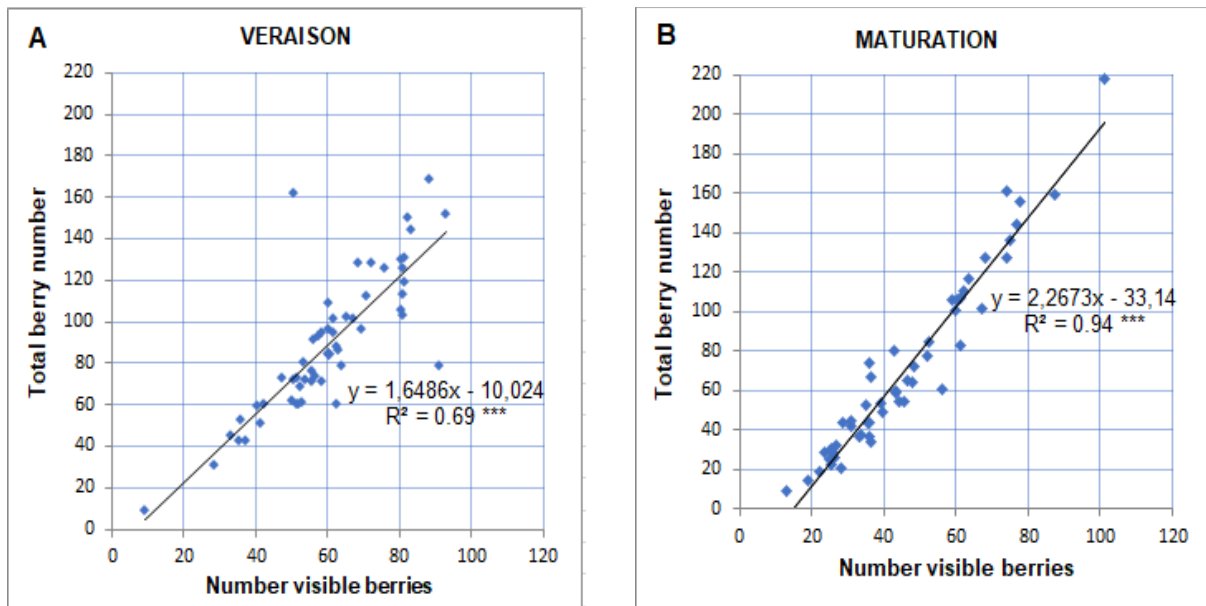 A
VERAISON
Total berry number
220
200
180
160
140
120
100
80
60
40
20
0
y = 1,6486x - 10,024
R² = 0.69 ***
0 20 40 60 80 100 120
Number visible berries
B
MATURATION
Total berry number
220
200
180
160
140
120
100
80
60
40
20
0
y = 2,2673x - 33,14
R² = 0.94 ***
0 20 40 60 80 100 120
Number visible berries